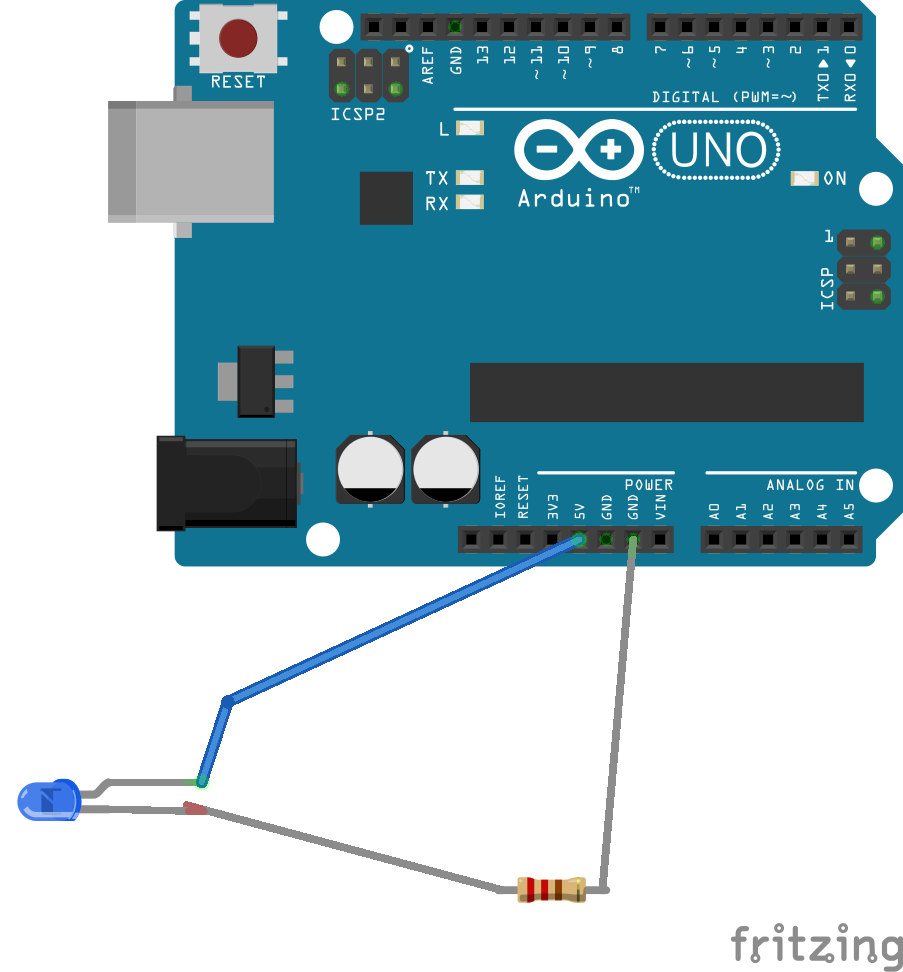 RESET
ICSP2
AREF
GND
13
12
~11
~10
~9
8
7
~6
~5
4
~3
2
TX0▶1
RX0◀0
DIGITAL (PWM=~)
L
TX
RX
Arduino™
UNO
ON
1
ICSP
POWER
ANALOG IN
IOREF
RESET
3V3
5V
GND
GND
VIN
A0
A1
A2
A3
A4
A5
fritzing